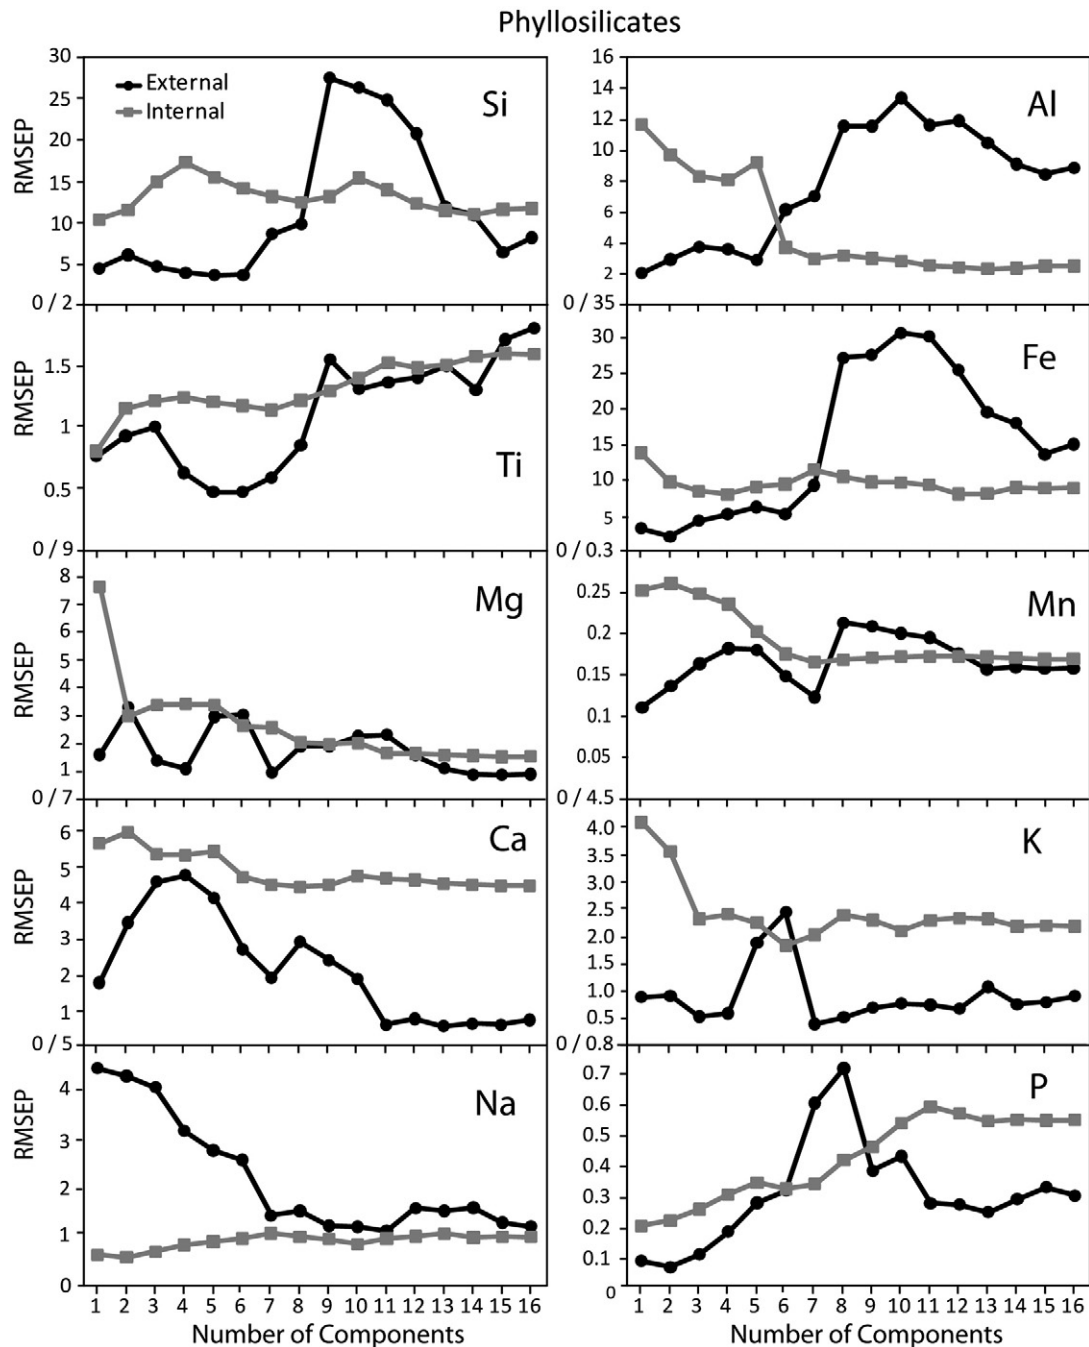 Phyllosilicates
30
25
20
15
10
5
0 / 2
RMSEP
External
Internal
Si
16
14
12
10
8
6
4
2
0 / 35
Al
1.5
1
0.5
0 / 9
RMSEP
Ti
30
25
20
15
10
5
0 / 0.3
Fe
8
7
6
5
4
3
2
1
0 / 7
RMSEP
Mg
0.25
0.2
0.15
0.1
0.05
0 / 4.5
Mn
6
5
4
3
2
1
0 / 5
RMSEP
Ca
4.0
3.5
3.0
2.5
2.0
1.5
1.0
0.5
0 / 0.8
K
4
3
2
1
0
RMSEP
Na
0.7
0.6
0.5
0.4
0.3
0.2
0.1
0
P
1 2 3 4 5 6 7 8 9 10 11 12 13 14 15 16
Number of Components
1 2 3 4 5 6 7 8 9 10 11 12 13 14 15 16
Number of Components